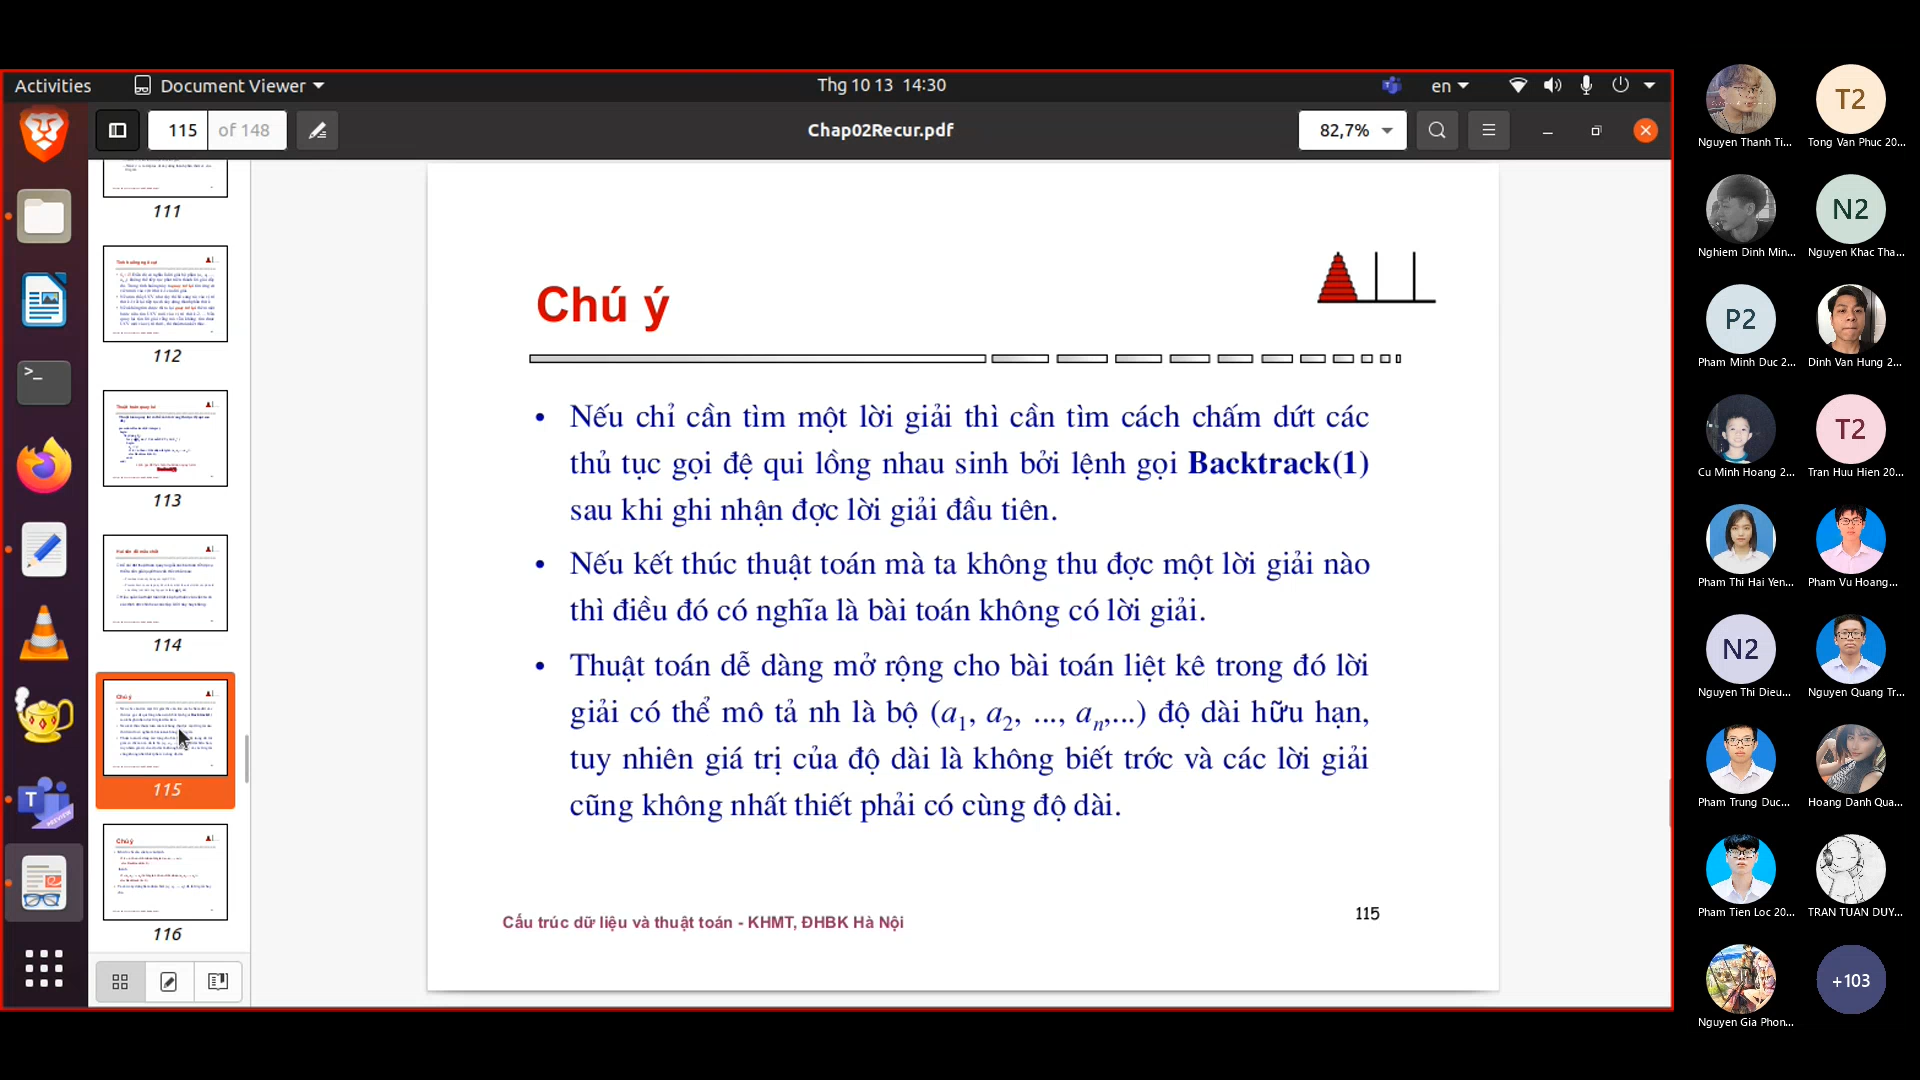 Activities
Document Viewer
Thg 10 13 14:30
en
115 of 148
Chap02Recur.pdf
82,7%
111
112
113
114
115
116
Chú ý
• Nếu chỉ cần tìm một lời giải thì cần tìm cách chấm dứt các
thủ tục gọi đệ qui lồng nhau sinh bởi lệnh gọi Backtrack(1)
sau khi ghi nhận đợc lời giải đầu tiên.
• Nếu kết thúc thuật toán mà ta không thu đợc một lời giải nào
thì điều đó có nghĩa là bài toán không có lời giải.
• Thuật toán dễ dàng mở rộng cho bài toán liệt kê trong đó lời
giải có thể mô tả nh là bộ (a1, a2, ..., an,...) độ dài hữu hạn,
tuy nhiên giá trị của độ dài là không biết trớc và các lời giải
cũng không nhất thiết phải có cùng độ dài.
Cấu trúc dữ liệu và thuật toán - KHMT, ĐHBK Hà Nội
115
Nguyen Thanh Ti...
T2
Tong Van Phuc 20...
Nghiem Dinh Min...
N2
Nguyen Khac Tha...
P2
Pham Minh Duc 2...
Dinh Van Hung 2...
Cu Minh Hoang 2...
T2
Tran Huu Hien 20...
Pham Thi Hai Yen...
Pham Vu Hoang...
N2
Nguyen Thi Dieu...
Nguyen Quang Tr...
Pham Trung Duc...
Hoang Danh Qua...
Pham Tien Loc 20...
TRAN TUAN DUY...
Nguyen Gia Phon...
+103